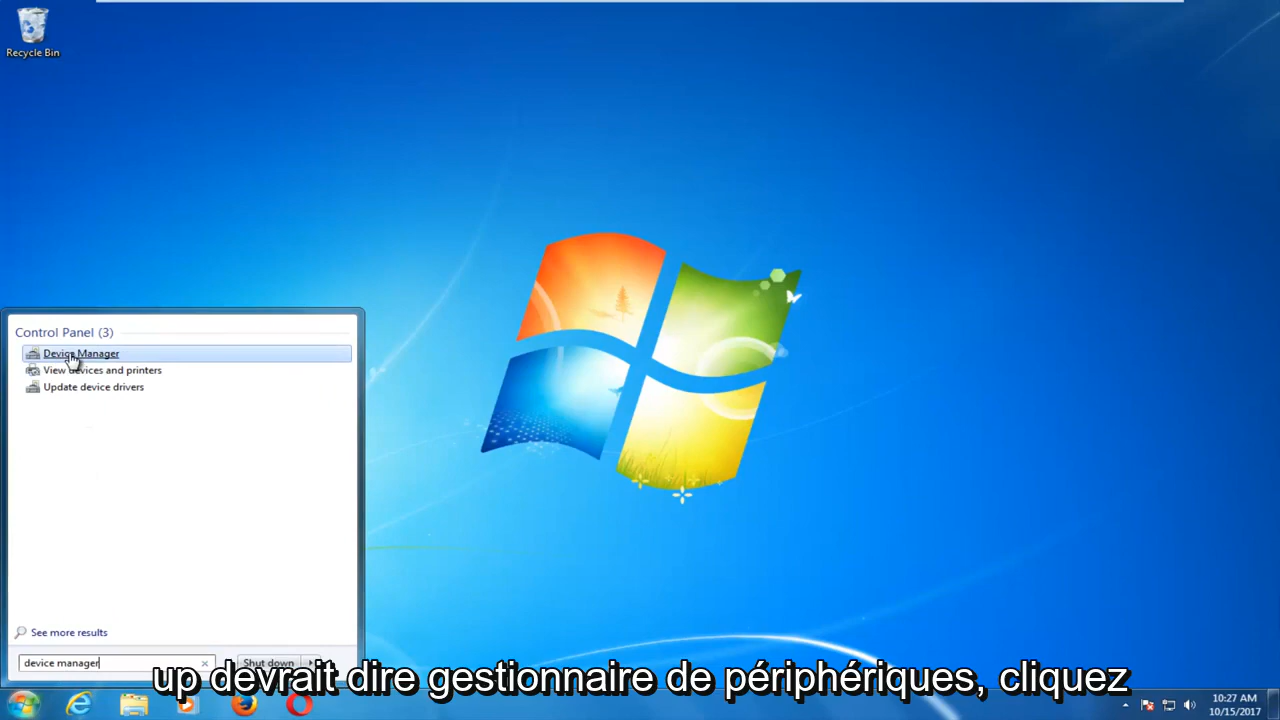 Recycle Bin
Control Panel (3)
Device Manager
View devices and printers
Update device drivers
See more results
device manager
Shut down
up devrait dire gestionnaire de périphériques, cliquez
10:27 AM
10/15/2017